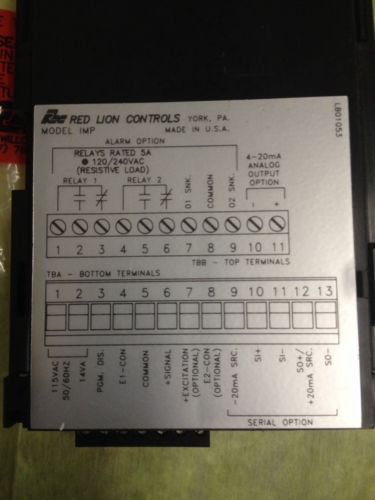 RLC RED LION CONTROLS YORK, PA.
MODEL IMP MADE IN U.S.A.
LB01053
ALARM OPTION
RELAYS RATED 5A
@ 120/240VAC
(RESISTIVE LOAD)
4-20mA
ANALOG
OUTPUT
OPTION
RELAY 1 RELAY 2 O1 SNK. COMMON O2 SNK. - +
1 2 3 4 5 6 7 8 9 10 11
TBB - TOP TERMINALS
TBA - BOTTOM TERMINALS
1 2 3 4 5 6 7 8 9 10 11 12 13
115VAC
50/60HZ
14VA
PGM. DIS.
E1-CON
COMMON
+SIGNAL
+EXCITATION
(OPTIONAL)
E2-CON
(OPTIONAL)
-20mA SRC.
SI+
SI-
SO+/
+20mA SRC.
SO-
SERIAL OPTION